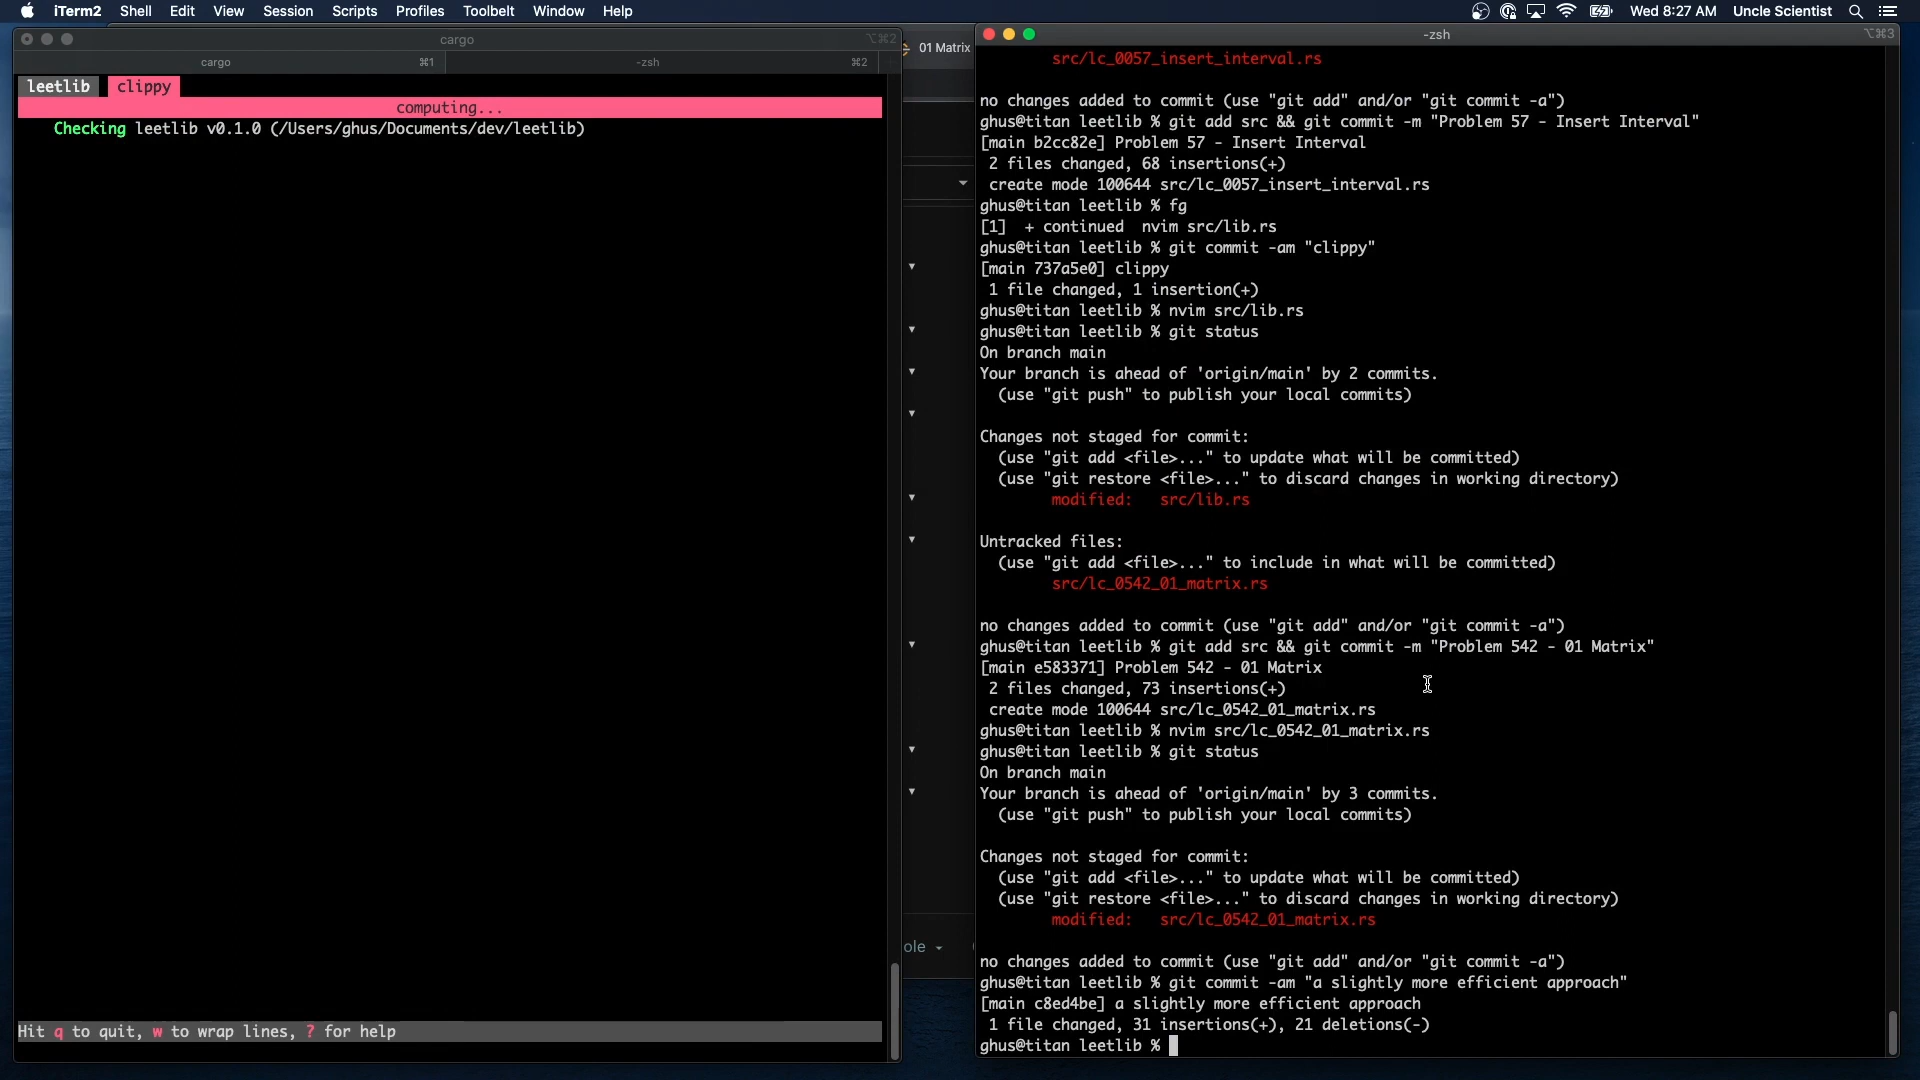 iTerm2 Shell Edit View Session Scripts Profiles Toolbelt Window Help Wed 8:27 AM Uncle Scientist
cargo ⌥⌘2
cargo ⌘1 -zsh ⌘2
leetlib clippy
computing...
Checking leetlib v0.1.0 (/Users/ghus/Documents/dev/leetlib)
Hit q to quit, w to wrap lines, ? for help
01 Matrix
ole
-zsh ⌥⌘3
src/lc_0057_insert_interval.rs
no changes added to commit (use "git add" and/or "git commit -a")
ghus@titan leetlib % git add src && git commit -m "Problem 57 - Insert Interval"
[main b2cc82e] Problem 57 - Insert Interval
2 files changed, 68 insertions(+)
create mode 100644 src/lc_0057_insert_interval.rs
ghus@titan leetlib % fg
[1]  + continued  nvim src/lib.rs
ghus@titan leetlib % git commit -am "clippy"
[main 737a5e0] clippy
1 file changed, 1 insertion(+)
ghus@titan leetlib % nvim src/lib.rs
ghus@titan leetlib % git status
On branch main
Your branch is ahead of 'origin/main' by 2 commits.
(use "git push" to publish your local commits)
Changes not staged for commit:
(use "git add <file>..." to update what will be committed)
(use "git restore <file>..." to discard changes in working directory)
modified:   src/lib.rs
Untracked files:
(use "git add <file>..." to include in what will be committed)
src/lc_0542_01_matrix.rs
no changes added to commit (use "git add" and/or "git commit -a")
ghus@titan leetlib % git add src && git commit -m "Problem 542 - 01 Matrix"
[main e583371] Problem 542 - 01 Matrix
2 files changed, 73 insertions(+)
create mode 100644 src/lc_0542_01_matrix.rs
ghus@titan leetlib % nvim src/lc_0542_01_matrix.rs
ghus@titan leetlib % git status
On branch main
Your branch is ahead of 'origin/main' by 3 commits.
(use "git push" to publish your local commits)
Changes not staged for commit:
(use "git add <file>..." to update what will be committed)
(use "git restore <file>..." to discard changes in working directory)
modified:   src/lc_0542_01_matrix.rs
no changes added to commit (use "git add" and/or "git commit -a")
ghus@titan leetlib % git commit -am "a slightly more efficient approach"
[main c8ed4be] a slightly more efficient approach
1 file changed, 31 insertions(+), 21 deletions(-)
ghus@titan leetlib %